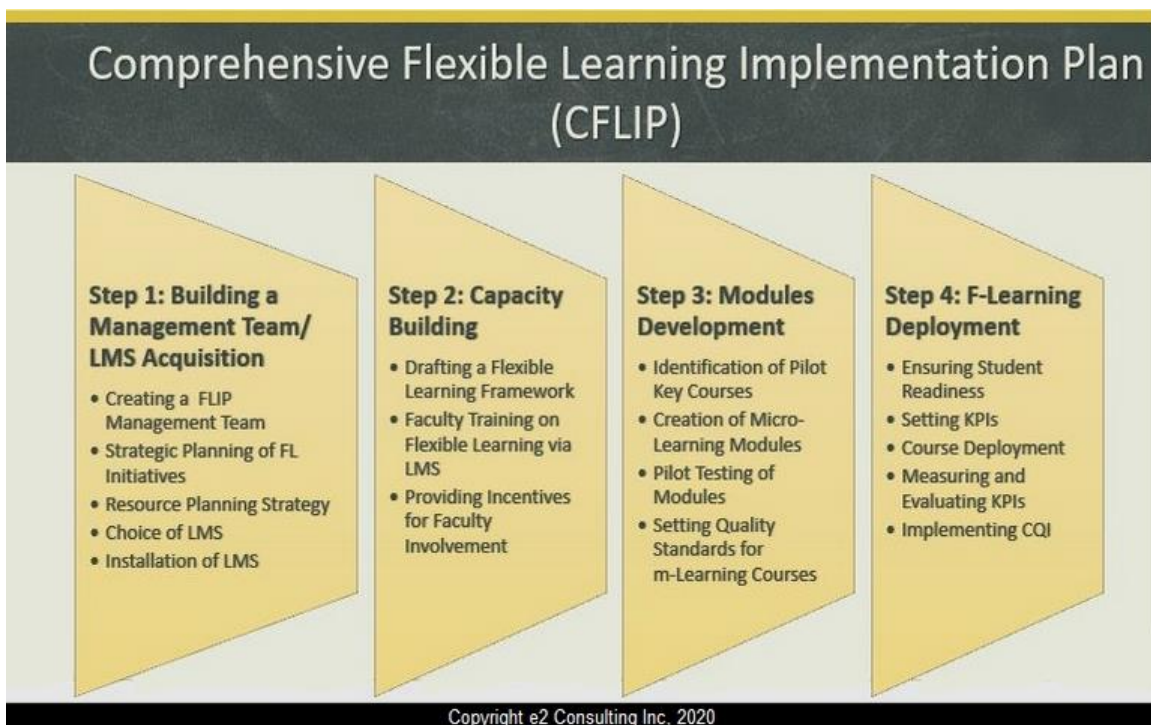 Comprehensive Flexible Learning Implementation Plan
(CFLIP)
Step 1: Building a
Management Team/
LMS Acquisition
• Creating a FLIP
Management Team
• Strategic Planning of FL
Initiatives
• Resource Planning Strategy
• Choice of LMS
• Installation of LMS
Step 2: Capacity
Building
• Drafting a Flexible
Learning Framework
• Faculty Training on
Flexible Learning via
LMS
• Providing Incentives
for Faculty
Involvement
Step 3: Modules
Development
• Identification of Pilot
Key Courses
• Creation of Micro-
Learning Modules
• Pilot Testing of
Modules
• Setting Quality
Standards for
m-Learning Courses
Step 4: F-Learning
Deployment
• Ensuring Student
Readiness
• Setting KPIs
• Course Deployment
• Measuring and
Evaluating KPIs
• Implementing CQI
Copyright e2 Consulting Inc, 2020